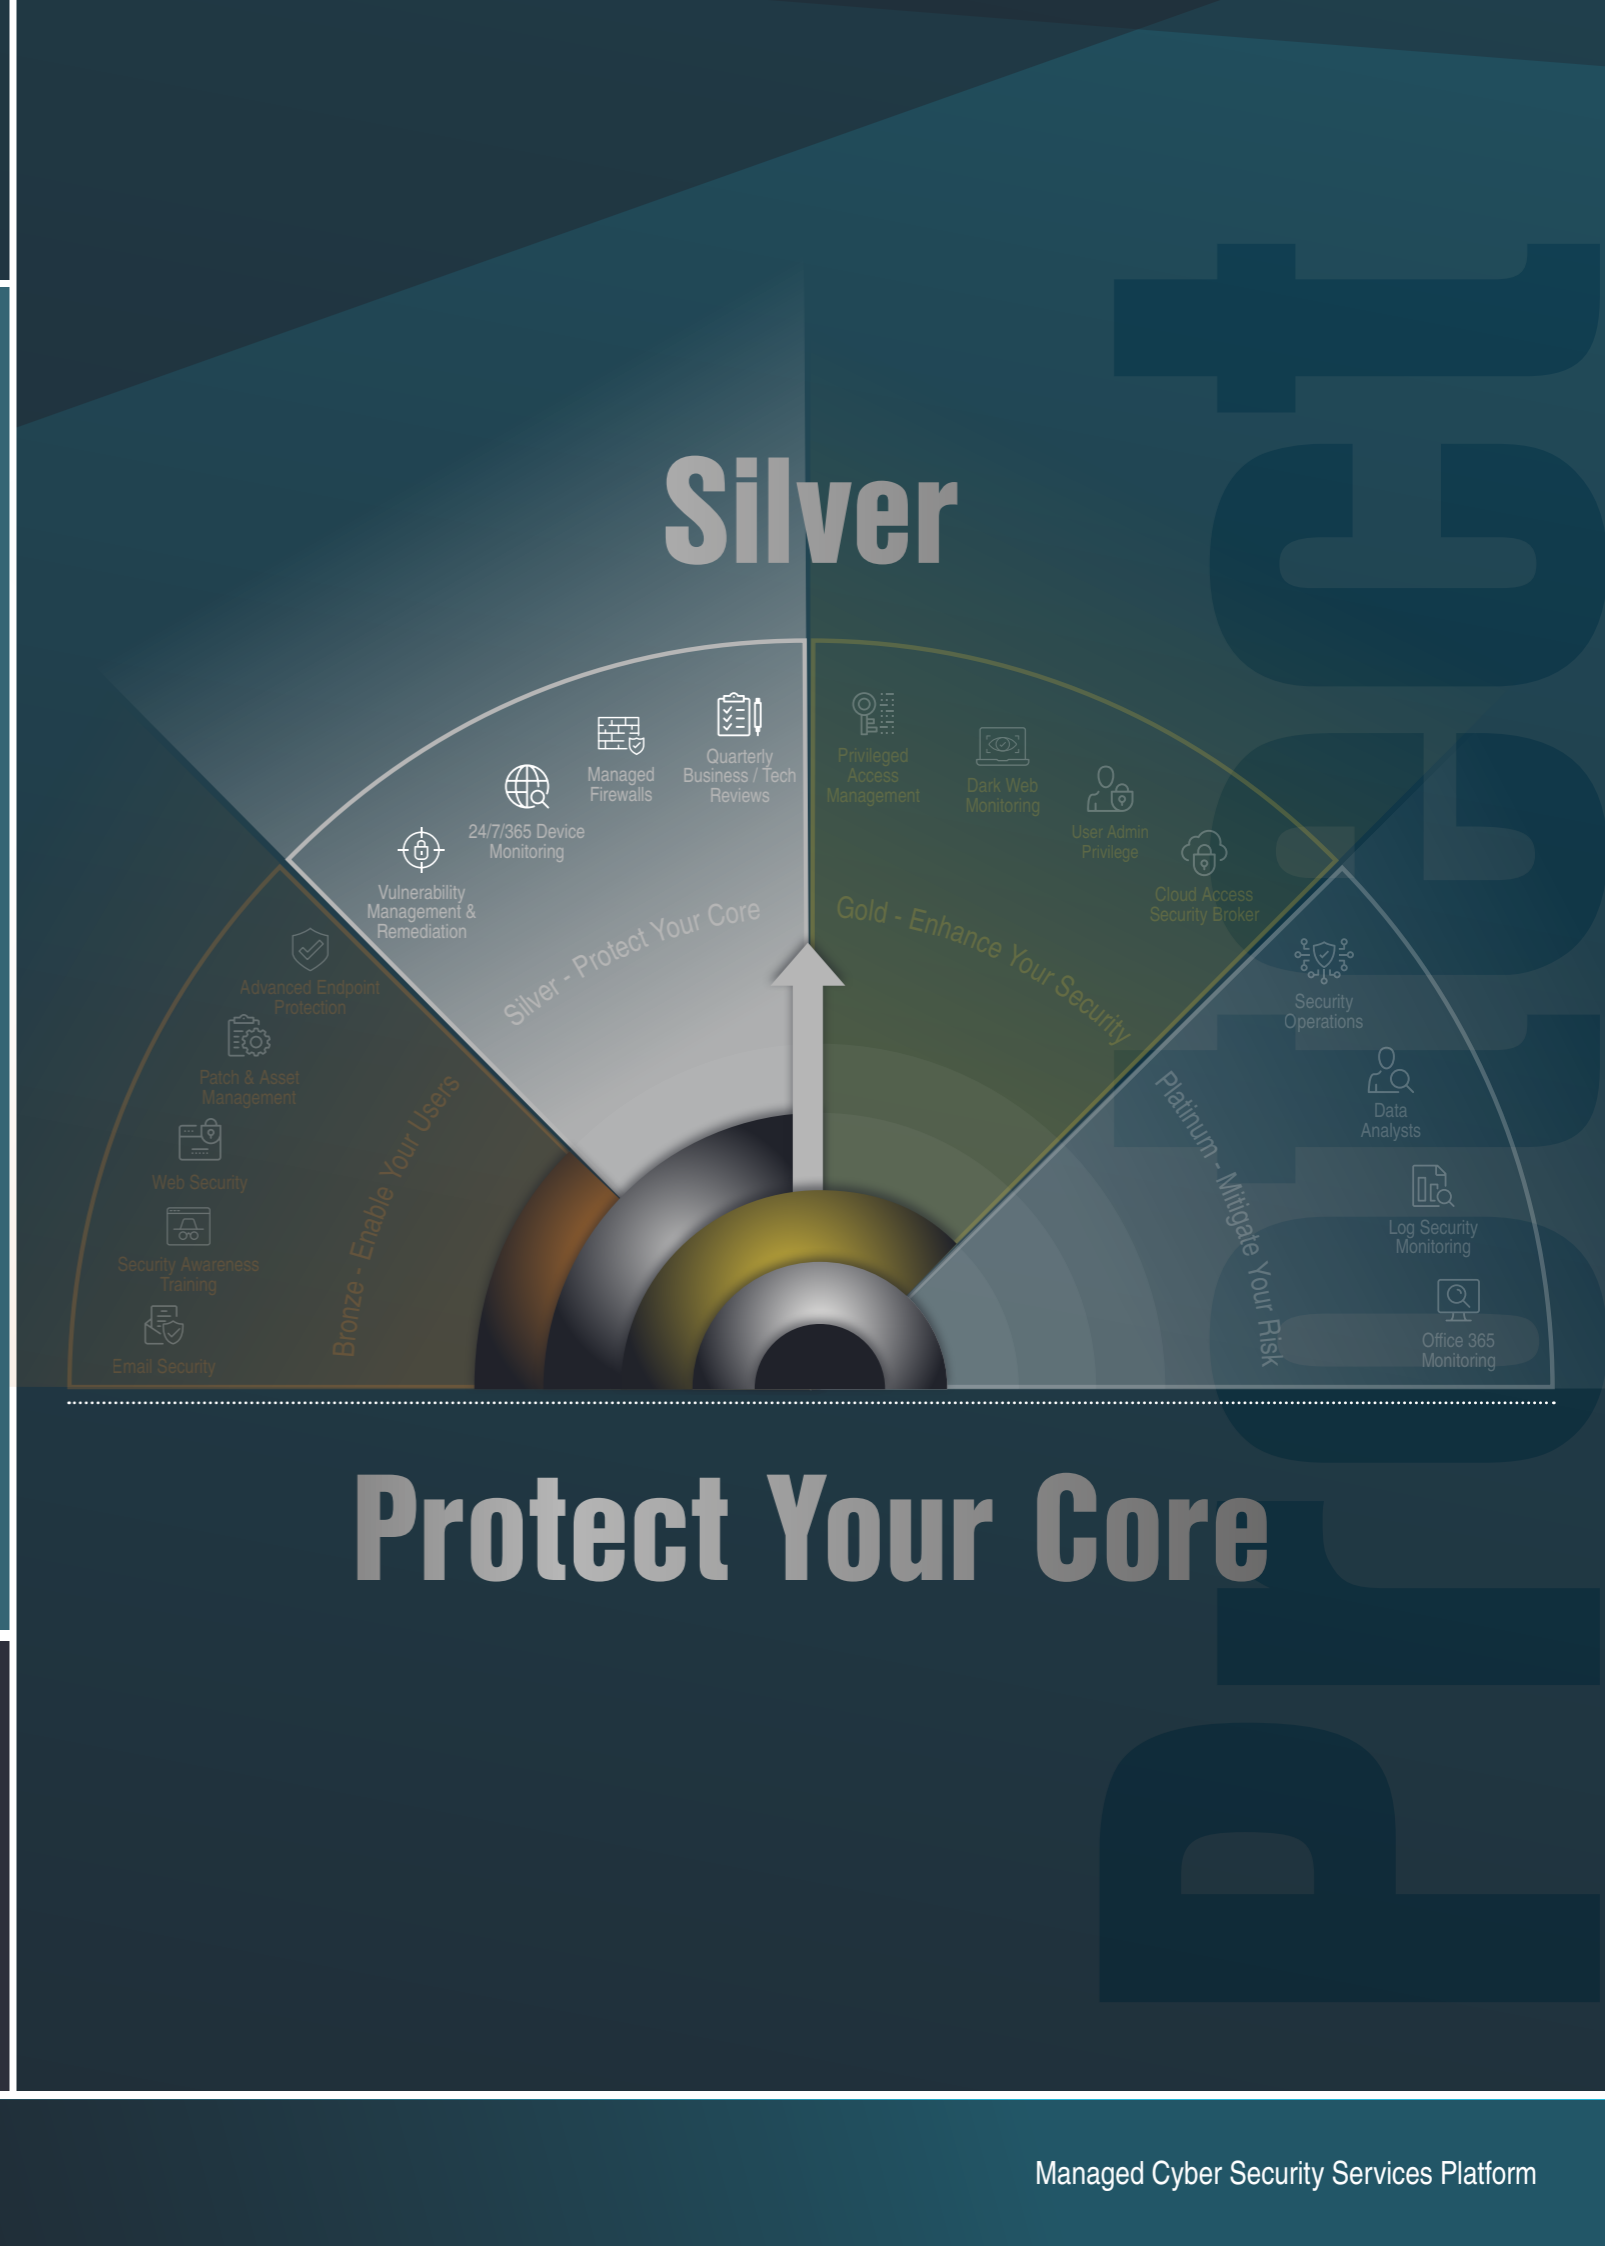 Silver
Quarterly
Business / Tech
Reviews
Managed
Firewalls
24/7/365 Device
Monitoring
Vulnerability
Management &
Remediation
Silver - Protect Your Core
Privileged
Access
Management
Dark Web
Monitoring
User Admin
Privilege
Cloud Access
Security Broker
Gold - Enhance Your Security
Advanced Endpoint
Protection
Patch & Asset
Management
Web Security
Security Awareness
Training
Email Security
Bronze - Enable Your Users
Security
Operations
Data
Analysts
Log Security
Monitoring
Office 365
Monitoring
Platinum - Mitigate Your Risk
Protect Your Core
Protect
Managed Cyber Security Services Platform